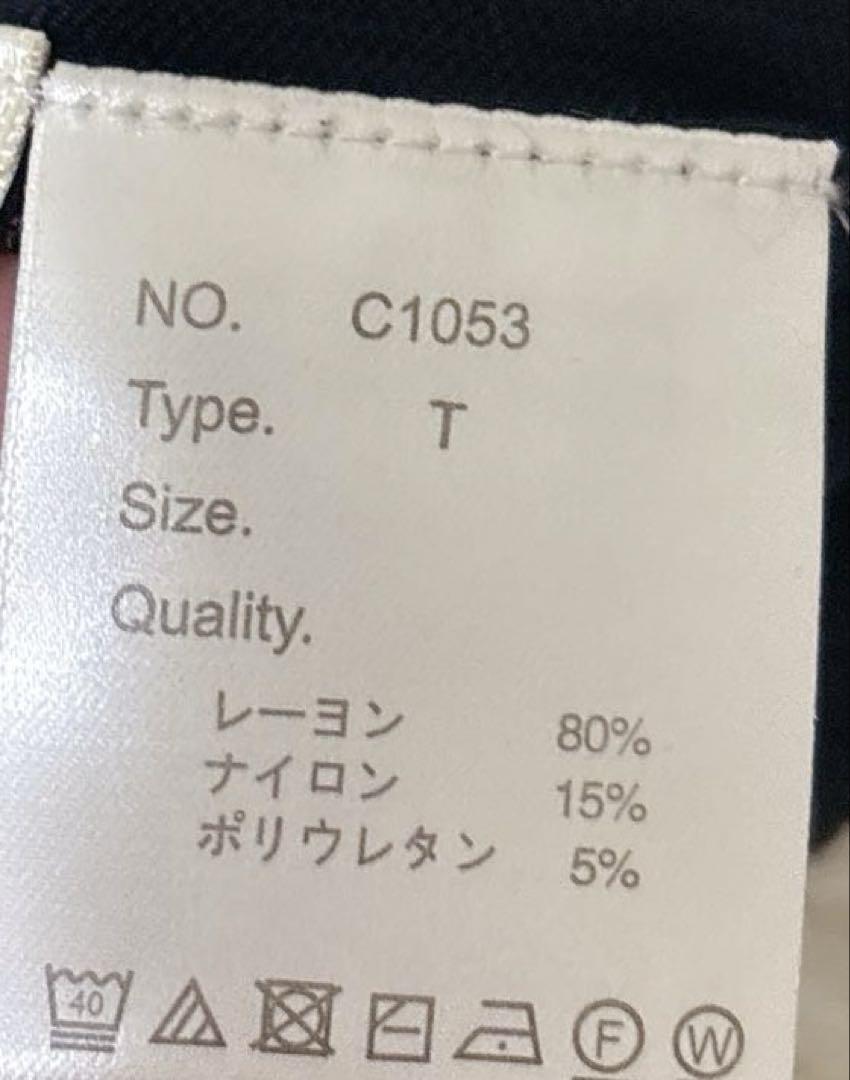 NO. C1053
Type. T
Size.
Quality.
レーヨン 80%
ナイロン 15%
ポリウレタン 5%
40 F W